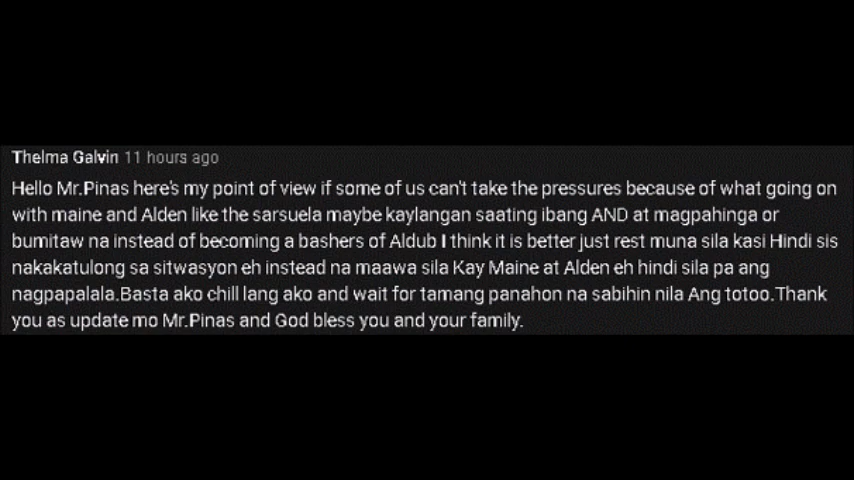 Thelma Galvin 11 hours ago
Hello Mr.Pinas here's my point of view if some of us can't take the pressures because of what going on
with maine and Alden like the sarsuela maybe kaylangan saating ibang AND at magpahinga or
bumitaw na instead of becoming a bashers of Aldub I think it is better just rest muna sila kasi Hindi sis
nakakatulong sa sitwasyon eh instead na maawa sila Kay Maine at Alden eh hindi sila pa ang
nagpapalala.Basta ako chill lang ako and wait for tamang panahon na sabihin nila Ang totoo.Thank
you as update mo Mr.Pinas and God bless you and your family.